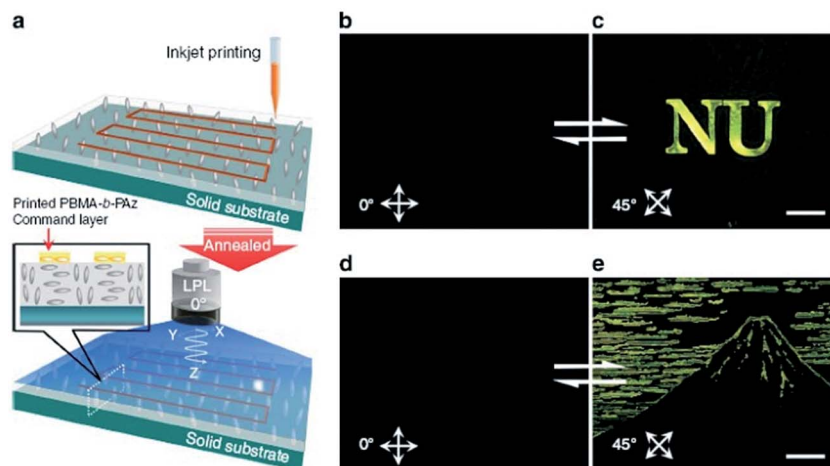 a
Inkjet printing
Solid substrate
Printed PBMA-b-PAz
Command layer
Annealed
LPL
0°
Y
X
Z
Solid substrate
b
0°
c
NU
45°
d
0°
e
45°